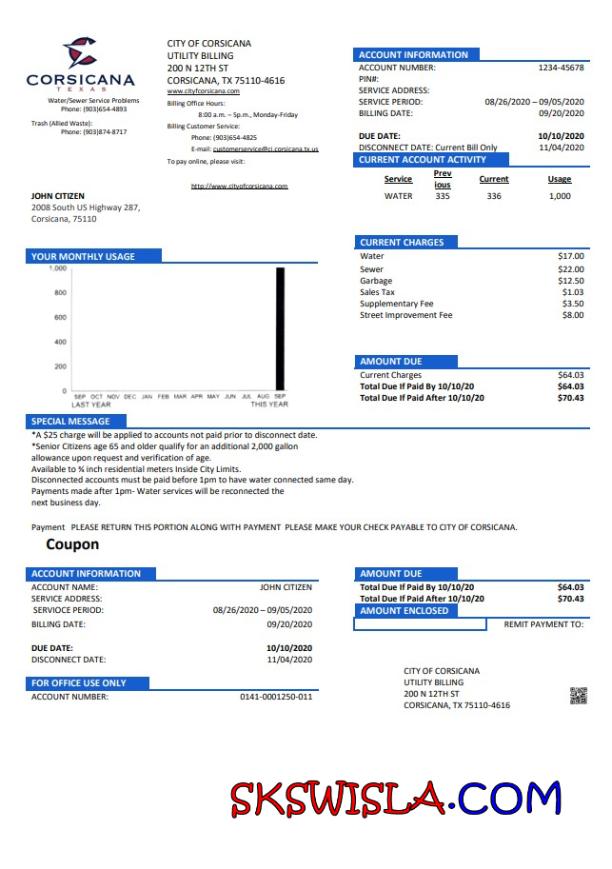 CORSICANA
TEXAS
Water/Sewer Service Problems
Phone: (903)654-4893
Trash (Allied Waste):
Phone: (903)874-8717
CITY OF CORSICANA
UTILITY BILLING
200 N 12TH ST
CORSICANA, TX 75110-4616
www.cityofcorsicana.com
Billing Office Hours:
8:00 a.m. – 5p.m., Monday-Friday
Billing Customer Service:
Phone: (903)654-4825
E-mail: customerservice@ci.corsicana.tx.us
To pay online, please visit:
http://www.cityofcorsicana.com
JOHN CITIZEN
2008 South US Highway 287,
Corsicana, 75110
ACCOUNT INFORMATION
ACCOUNT NUMBER: 1234-45678
PIN#:
SERVICE ADDRESS:
SERVICE PERIOD: 08/26/2020 – 09/05/2020
BILLING DATE: 09/20/2020
DUE DATE: 10/10/2020
DISCONNECT DATE: Current Bill Only 11/04/2020
CURRENT ACCOUNT ACTIVITY
Service Prev ious Current Usage
WATER 335 336 1,000
CURRENT CHARGES
Water $17.00
Sewer $22.00
Garbage $12.50
Sales Tax $1.03
Supplementary Fee $3.50
Street Improvement Fee $8.00
YOUR MONTHLY USAGE
1,000
800
600
400
200
0
SEP OCT NOV DEC JAN FEB MAR APR MAY JUN JUL AUG SEP
LAST YEAR THIS YEAR
AMOUNT DUE
Current Charges $64.03
Total Due If Paid By 10/10/20 $64.03
Total Due If Paid After 10/10/20 $70.43
SPECIAL MESSAGE
*A $25 charge will be applied to accounts not paid prior to disconnect date.
*Senior Citizens age 65 and older qualify for an additional 2,000 gallon
allowance upon request and verification of age.
Available to ¾ inch residential meters Inside City Limits.
Disconnected accounts must be paid before 1pm to have water connected same day.
Payments made after 1pm- Water services will be reconnected the
next business day.
Payment PLEASE RETURN THIS PORTION ALONG WITH PAYMENT PLEASE MAKE YOUR CHECK PAYABLE TO CITY OF CORSICANA.
Coupon
ACCOUNT INFORMATION
ACCOUNT NAME: JOHN CITIZEN
SERVICE ADDRESS:
SERVIOCE PERIOD: 08/26/2020 – 09/05/2020
BILLING DATE: 09/20/2020
DUE DATE: 10/10/2020
DISCONNECT DATE: 11/04/2020
FOR OFFICE USE ONLY
ACCOUNT NUMBER: 0141-0001250-011
AMOUNT DUE
Total Due If Paid By 10/10/20 $64.03
Total Due If Paid After 10/10/20 $70.43
AMOUNT ENCLOSED
REMIT PAYMENT TO:
CITY OF CORSICANA
UTILITY BILLING
200 N 12TH ST
CORSICANA, TX 75110-4616
SKSWISLA.COM